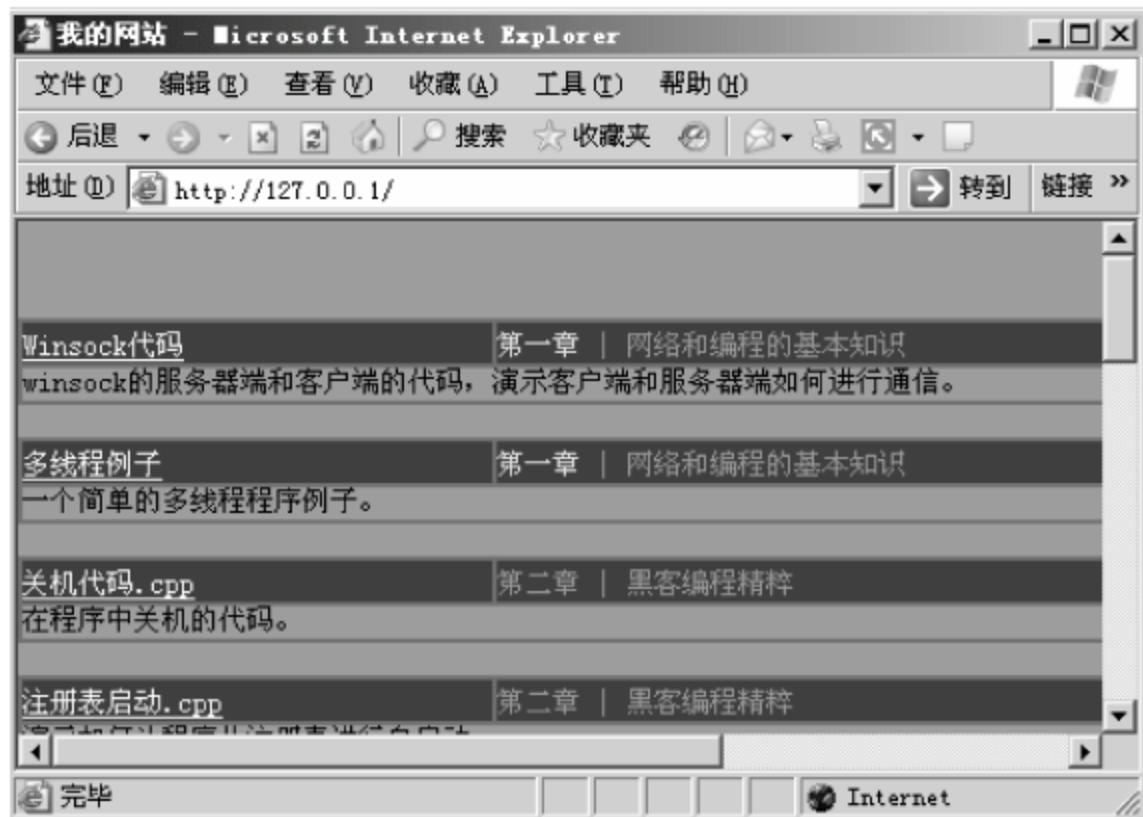 我的网站 - Microsoft Internet Explorer
文件(F) 编辑(E) 查看(V) 收藏(A) 工具(T) 帮助(H)
后退 搜索 收藏夹
地址(D) http://127.0.0.1/ 转到 链接 »
Winsock代码 第一章 | 网络和编程的基本知识
winsock的服务器端和客户端的代码，演示客户端和服务器端如何进行通信。
多线程例子 第一章 | 网络和编程的基本知识
一个简单的多线程程序例子。
关机代码.cpp 第二章 | 黑客编程精粹
在程序中关机的代码。
注册表启动.cpp 第二章 | 黑客编程精粹
完毕 Internet